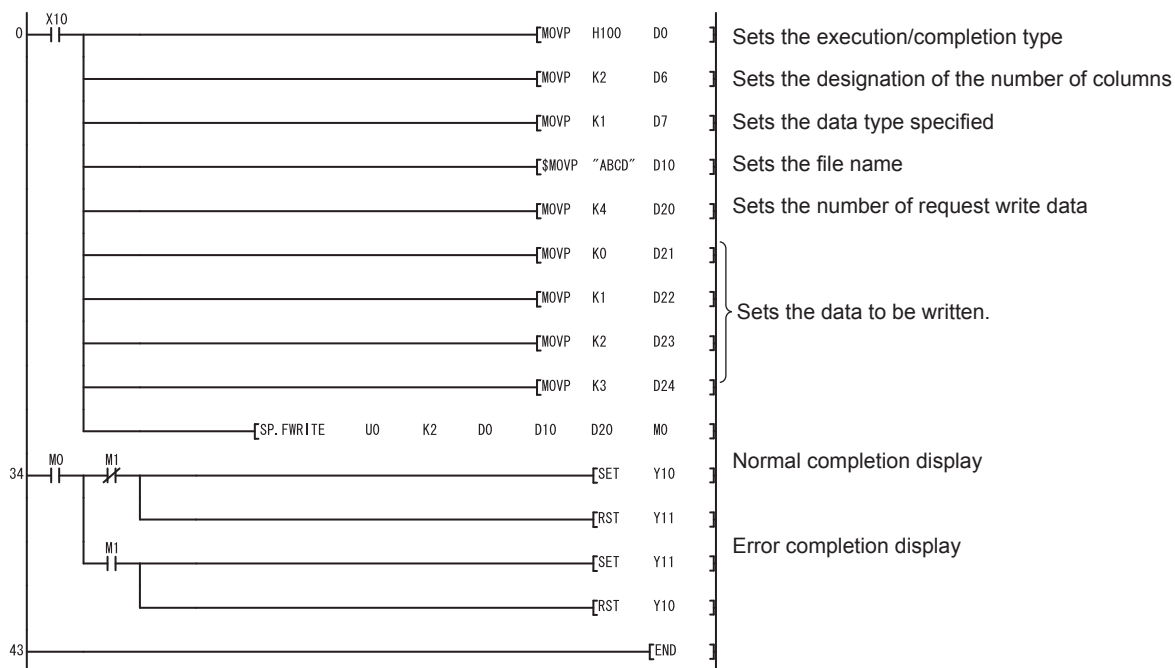 X10
0 [MOVP H100 D0 ] Sets the execution/completion type
[MOVP K2 D6 ] Sets the designation of the number of columns
[MOVP K1 D7 ] Sets the data type specified
[$MOVP "ABCD" D10 ] Sets the file name
[MOVP K4 D20 ] Sets the number of request write data
[MOVP K0 D21 ]
[MOVP K1 D22 ]
Sets the data to be written.
[MOVP K2 D23 ]
[MOVP K3 D24 ]
[SP.FWRITE U0 K2 D0 D10 D20 M0 ]
M0 M1
34 [SET Y10 ] Normal completion display
[RST Y11 ]
M1
[SET Y11 ] Error completion display
[RST Y10 ]
43 [END ]